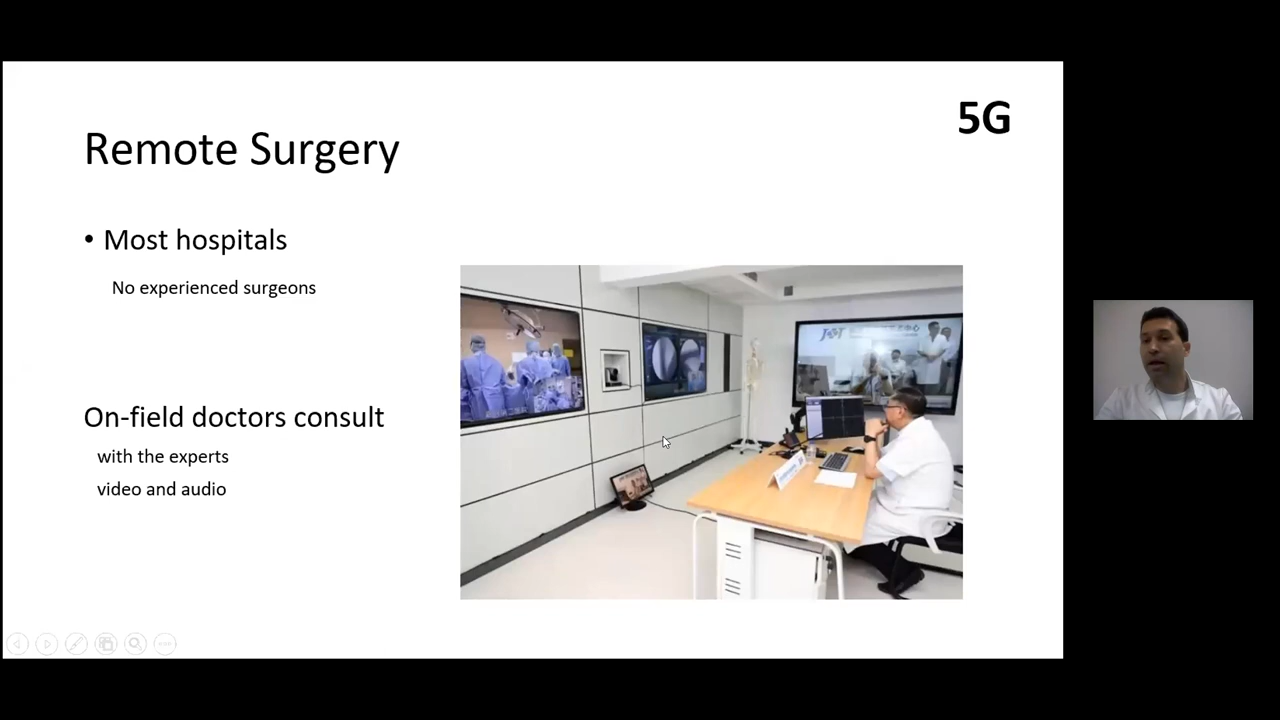 5G
Remote Surgery
• Most hospitals
No experienced surgeons
On-field doctors consult
with the experts
video and audio